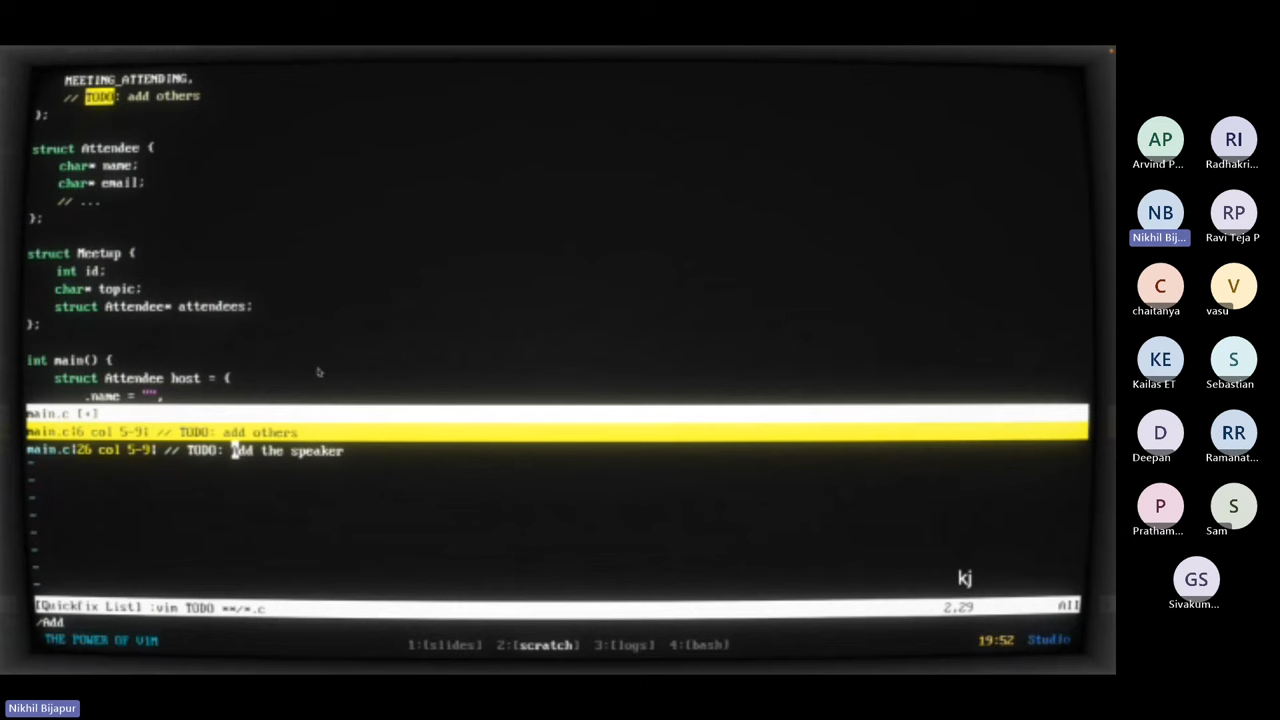 MEETING_ATTENDING,
// TODO: add others
};
struct Attendee {
char* name;
char* email;
// ...
};
struct Meetup {
int id;
char* topic;
struct Attendee* attendees;
};
int main() {
struct Attendee host = {
.name = "",
main.c [+]
main.c|6 col 5-9| // TODO: add others
main.c|26 col 5-9| // TODO: Add the speaker
~
~
~
~
~
~
~
~
kj
[Quickfix List] :vim TODO **/*.c 2,29 All
/Add
THE POWER OF VIM 1:[slides] 2:[scratch] 3:[logs] 4:[bash] 19:52 Studio
AP RI
Arvind P... Radhakri...
NB RP
Nikhil Bij... Ravi Teja P
C V
chaitanya vasu
KE S
Kailas ET Sebastian
D RR
Deepan Ramanat...
P S
Pratham... Sam
GS
Sivakum...
Nikhil Bijapur